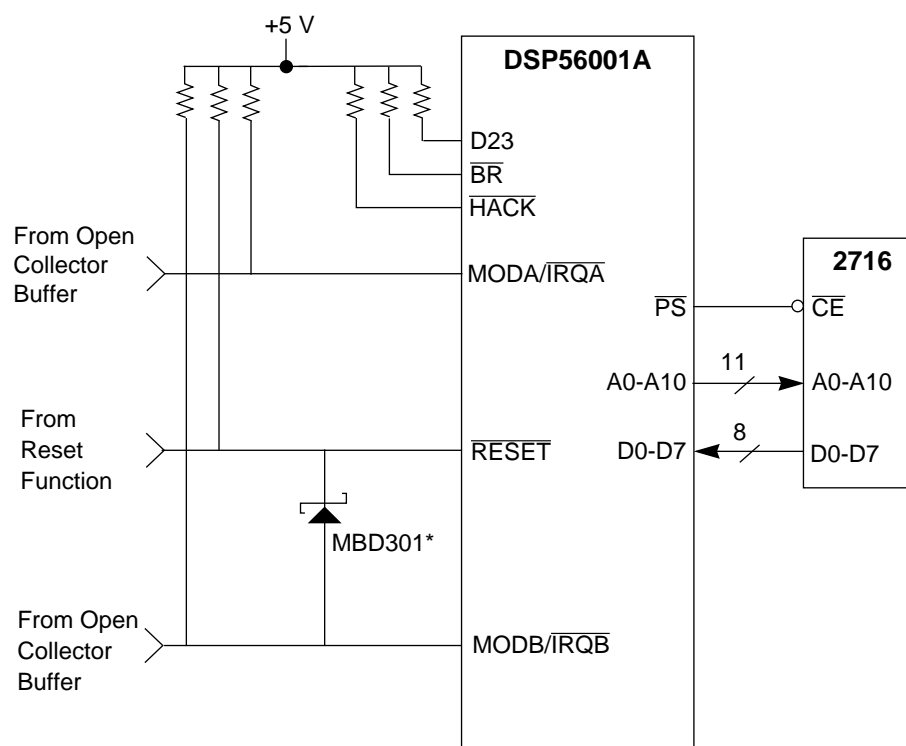 +5 V
DSP56001A
D23
BR
HACK
From Open
Collector
Buffer
MODA/IRQA
2716
PS
CE
11
A0-A10
A0-A10
From
Reset
Function
RESET
8
D0-D7
D0-D7
MBD301*
From Open
Collector
Buffer
MODB/IRQB